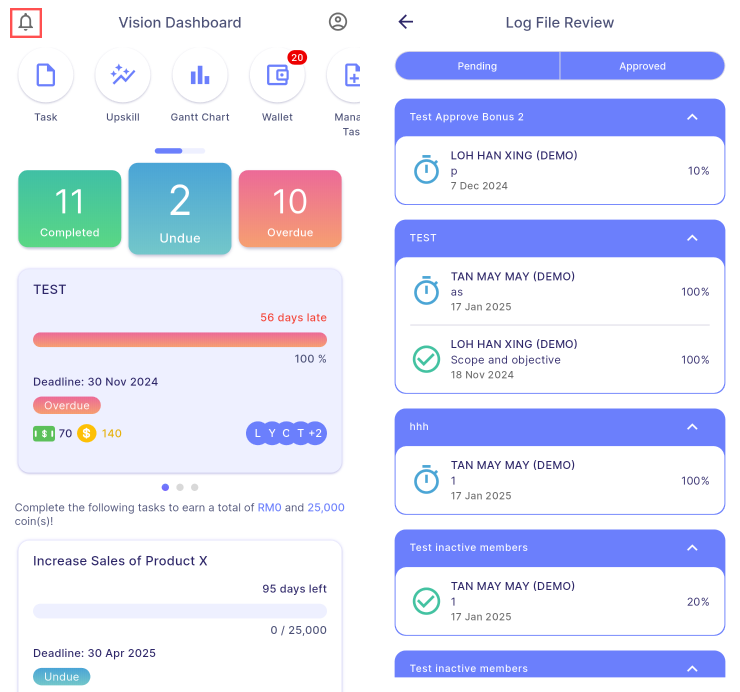 Vision Dashboard
20
Task
Upskill
Gantt Chart
Wallet
Mana
Tas
11
Completed
2
Undue
10
Overdue
TEST
56 days late
100 %
Deadline: 30 Nov 2024
Overdue
$ 70 $ 140
L Y C T +2
Complete the following tasks to earn a total of RM0 and 25,000
coin(s)!
Increase Sales of Product X
95 days left
0 / 25,000
Deadline: 30 Apr 2025
Undue
Log File Review
Pending
Approved
Test Approve Bonus 2
LOH HAN XING (DEMO)
p
10%
7 Dec 2024
TEST
TAN MAY MAY (DEMO)
as
100%
17 Jan 2025
LOH HAN XING (DEMO)
Scope and objective
100%
18 Nov 2024
hhh
TAN MAY MAY (DEMO)
1
100%
17 Jan 2025
Test inactive members
TAN MAY MAY (DEMO)
1
20%
17 Jan 2025
Test inactive members